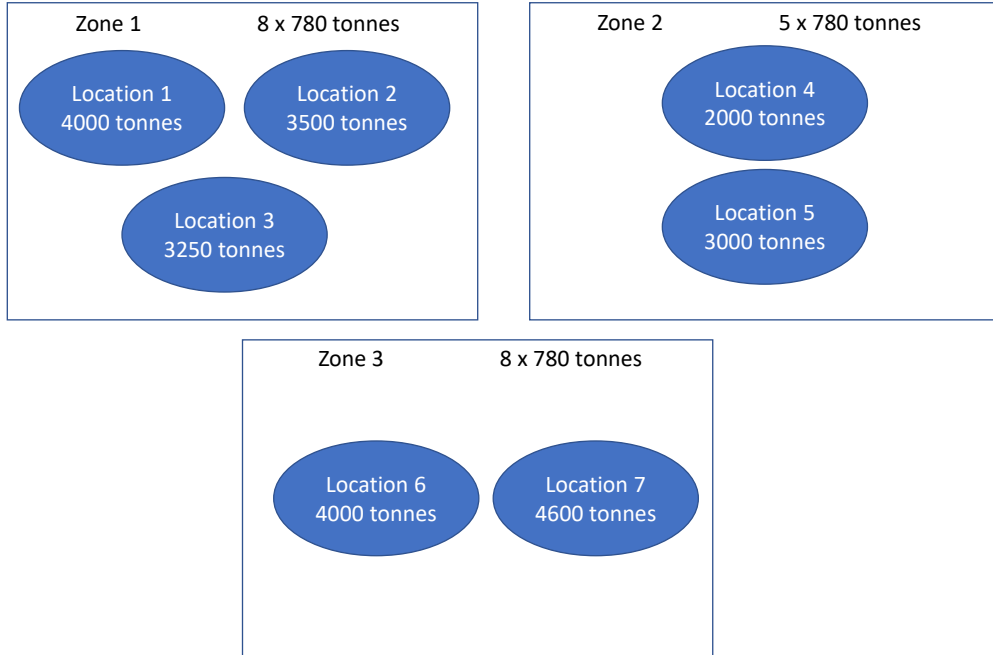 Zone 1 8 x 780 tonnes
Location 1
4000 tonnes
Location 2
3500 tonnes
Location 3
3250 tonnes
Zone 2 5 x 780 tonnes
Location 4
2000 tonnes
Location 5
3000 tonnes
Zone 3 8 x 780 tonnes
Location 6
4000 tonnes
Location 7
4600 tonnes